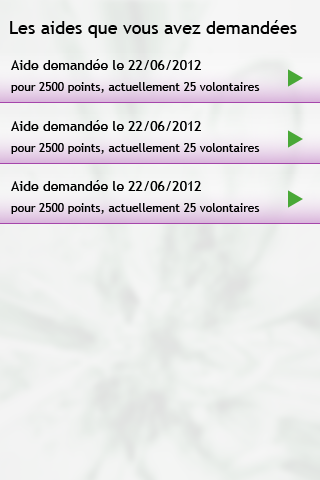 Les aides que vous avez demandées
Aide demandée le 22/06/2012
pour 2500 points, actuellement 25 volontaires
Aide demandée le 22/06/2012
pour 2500 points, actuellement 25 volontaires
Aide demandée le 22/06/2012
pour 2500 points, actuellement 25 volontaires